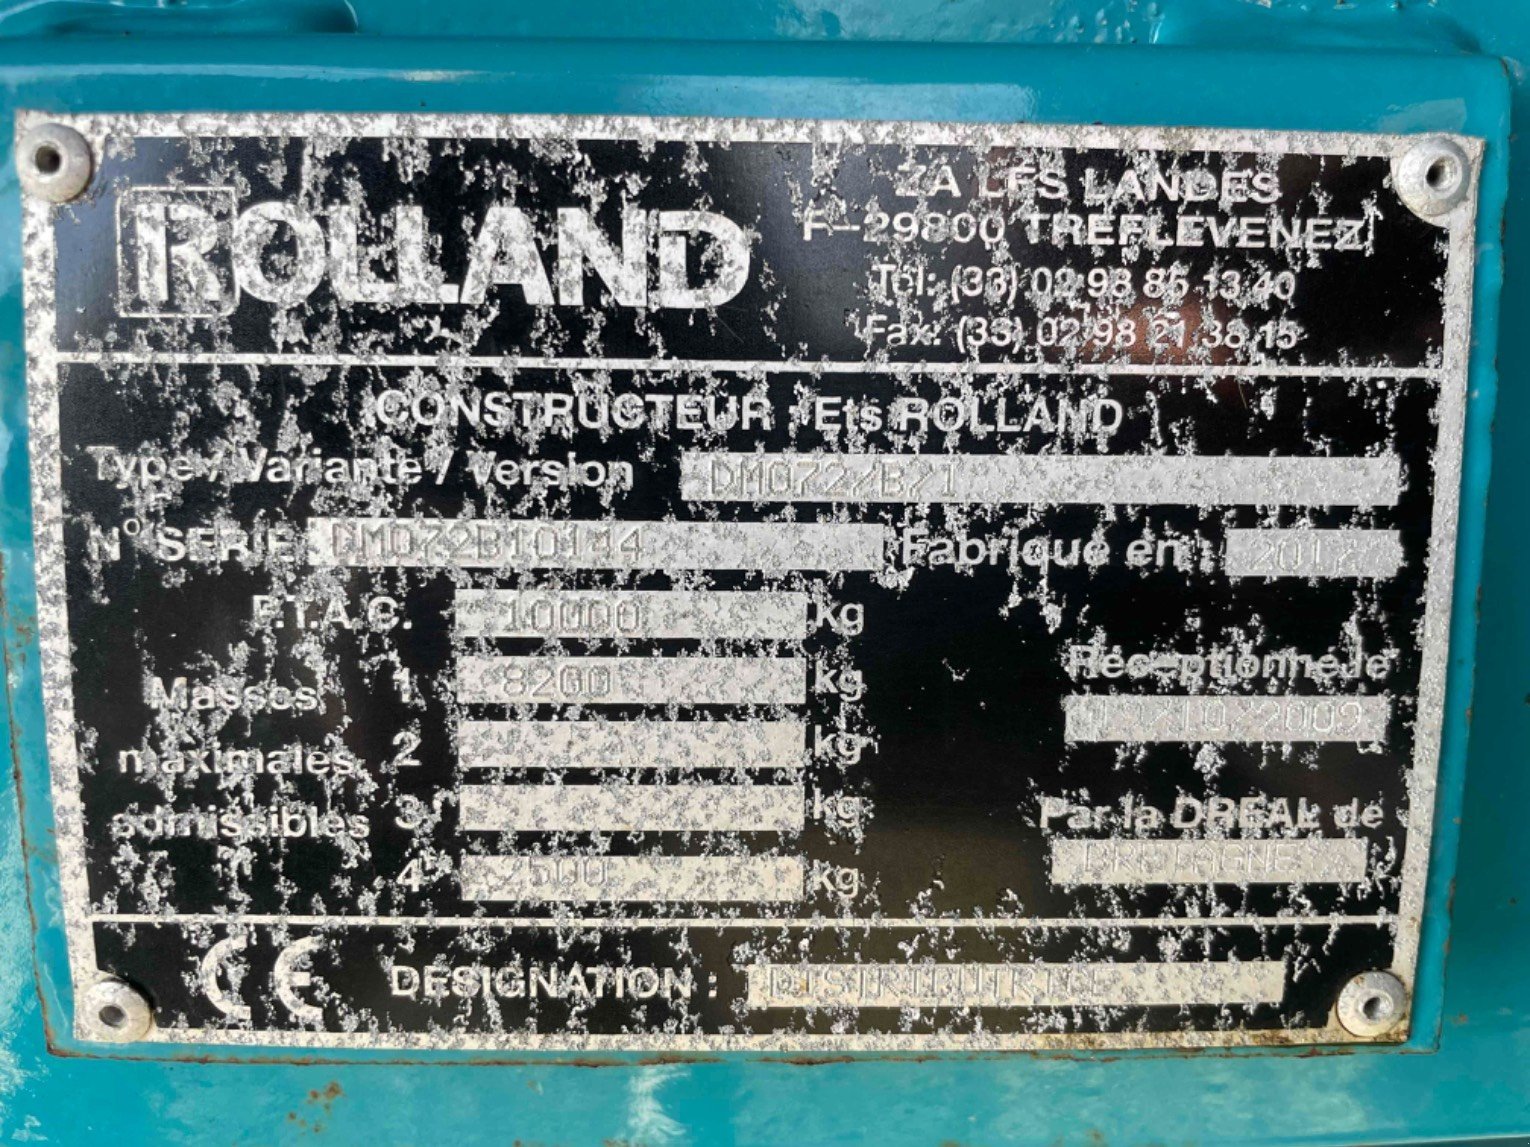 ROLLAND
ZA LES LANDES
F-29800 TREFLEVENEZ
Tél: (33) 02 98 85 13 40
Fax: (33) 02 98 21 38 15
CONSTRUCTEUR : Ets ROLLAND
Type / Variante / Version DM072/B/1
N° SERIE DM072B10144 Fabriqué en : 2012
P.T.A.C. 10000 kg
Masses maximales admissibles
1 8200 kg
2 kg
3 kg
4 2500 kg
Réceptionné le
/10/2009
Par la DREAL de
BRETAGNE
CE DESIGNATION : DISTRIBUTRICE